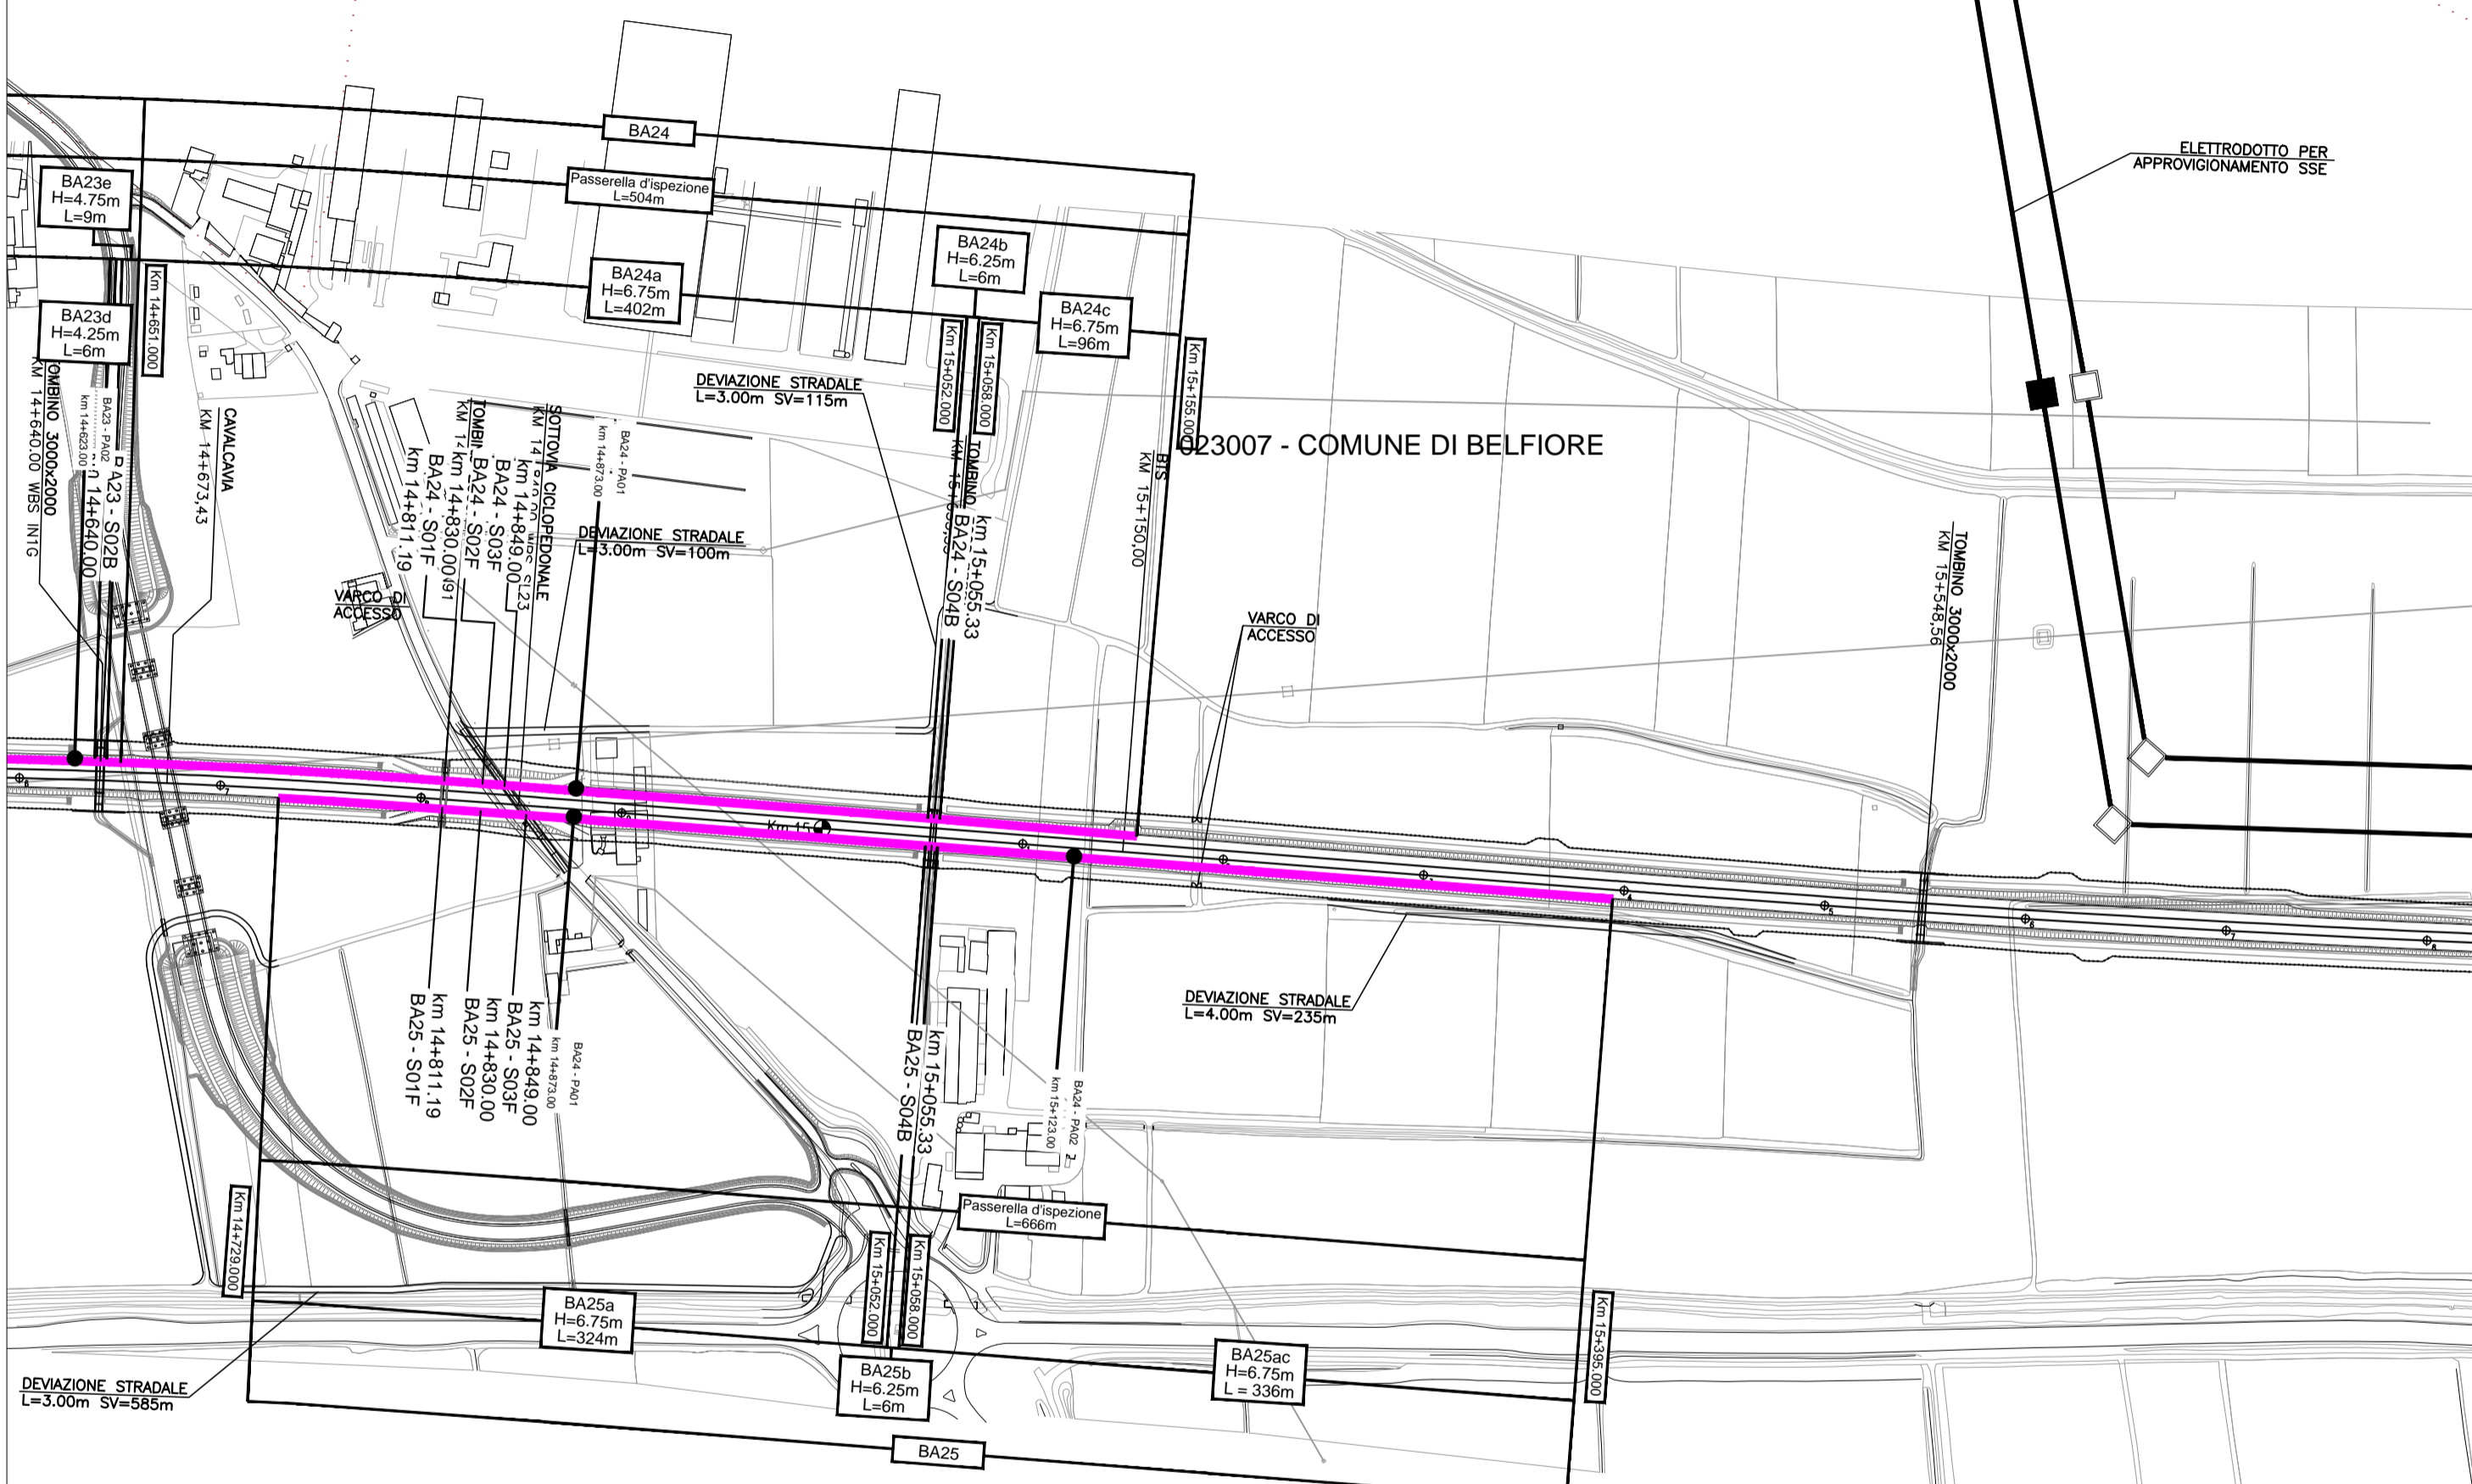 BA24
Passerella d'ispezione
L=504m
BA23e
H=4.75m
L=9m
BA24a
H=6.75m
L=402m
BA24b
H=6.25m
L=6m
BA24c
H=6.75m
L=96m
BA23d
H=4.25m
L=6m
Km 14+651.000
Km 15+052.000
Km 15+058.000
Km 15+155.000
ELETTRODOTTO PER
APPROVIGIONAMENTO SSE
023007 - COMUNE DI BELFIORE
DEVIAZIONE STRADALE
L=3.00m SV=115m
DEVIAZIONE STRADALE
L=3.00m SV=100m
TOMBINO 3000x2000
KM 14+640.00 WBS IN1G
BA23 - PA02
km 14+623.00
BA23 - S02B
14+640.00
CAVALCAVIA
KM 14+673,43
BA24 - S01F
km 14+811.19
BA24 - S02F
km 14+830.00
BA24 - S03F
km 14+849.00
SOTTOVIA CICLOPEDONALE
BA24 - PA01
km 14+873.00
TOMBINO
km 15+055.33
BA24 - S04B
BTS
KM 15+150,00
TOMBINO 3000x2000
KM 15+548,56
VARCO DI
ACCESSO
VARCO DI
ACCESSO
Km 15
km 14+811.19
BA25 - S01F
km 14+830.00
BA25 - S02F
km 14+849.00
BA25 - S03F
BA24 - PA01
km 14+873.00
km 15+055.33
BA25 - S04B
BA24 - PA02
km 15+123.00
DEVIAZIONE STRADALE
L=4.00m SV=235m
Passerella d'ispezione
L=666m
Km 14+729.000
Km 15+052.000
Km 15+058.000
Km 15+395.000
BA25a
H=6.75m
L=324m
BA25b
H=6.25m
L=6m
BA25ac
H=6.75m
L = 336m
DEVIAZIONE STRADALE
L=3.00m SV=585m
BA25